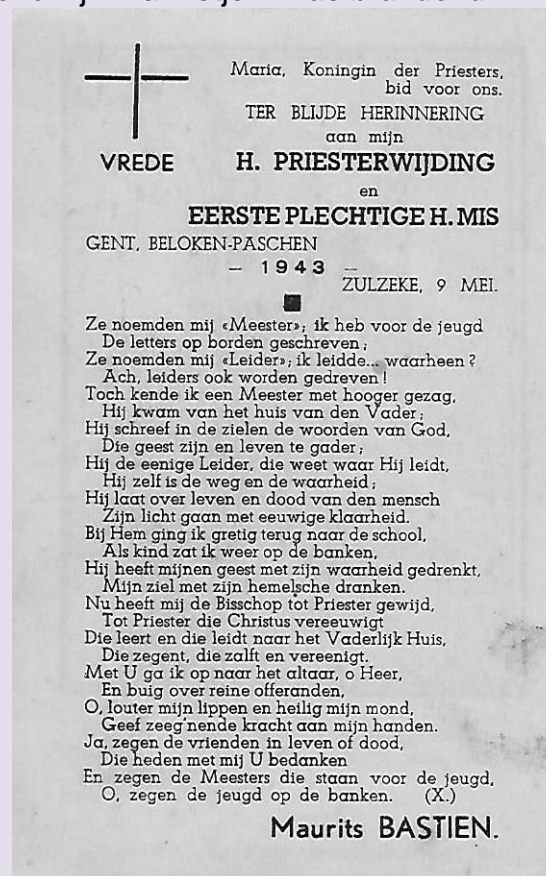 Maria, Koningin der Priesters,
bid voor ons.
TER BLIJDE HERINNERING
aan mijn
VREDE
H. PRIESTERWIJDING
en
EERSTE PLECHTIGE H. MIS
GENT, BELOKEN-PASCHEN
– 1943 –
ZULZEKE, 9 MEI.
Ze noemden mij «Meester»; ik heb voor de jeugd
De letters op borden geschreven;
Ze noemden mij «Leider»; ik leidde... waarheen?
Ach, leiders ook worden gedreven!
Toch kende ik een Meester met hooger gezag,
Hij kwam van het huis van den Vader;
Hij schreef in de zielen de woorden van God,
Die geest zijn en leven te gader;
Hij de eenige Leider, die weet waar Hij leidt,
Hij zelf is de weg en de waarheid;
Hij laat over leven en dood van den mensch
Zijn licht gaan met eeuwige klaarheid.
Bij Hem ging ik gretig terug naar de school,
Als kind zat ik weer op de banken,
Hij heeft mijnen geest met zijn waarheid gedrenkt,
Mijn ziel met zijn hemelsche dranken.
Nu heeft mij de Bisschop tot Priester gewijd,
Tot Priester die Christus vereeuwigt
Die leert en die leidt naar het Vaderlijk Huis,
Die zegent, die zalft en vereenigt.
Met U ga ik op naar het altaar, o Heer,
En buig over reine offeranden,
O, louter mijn lippen en heilig mijn mond,
Geef zeeg'nende kracht aan mijn handen.
Ja, zegen de vrienden in leven of dood,
Die heden met mij U bedanken
En zegen de Meesters die staan voor de jeugd,
O, zegen de jeugd op de banken. (X.)
Maurits BASTIEN.